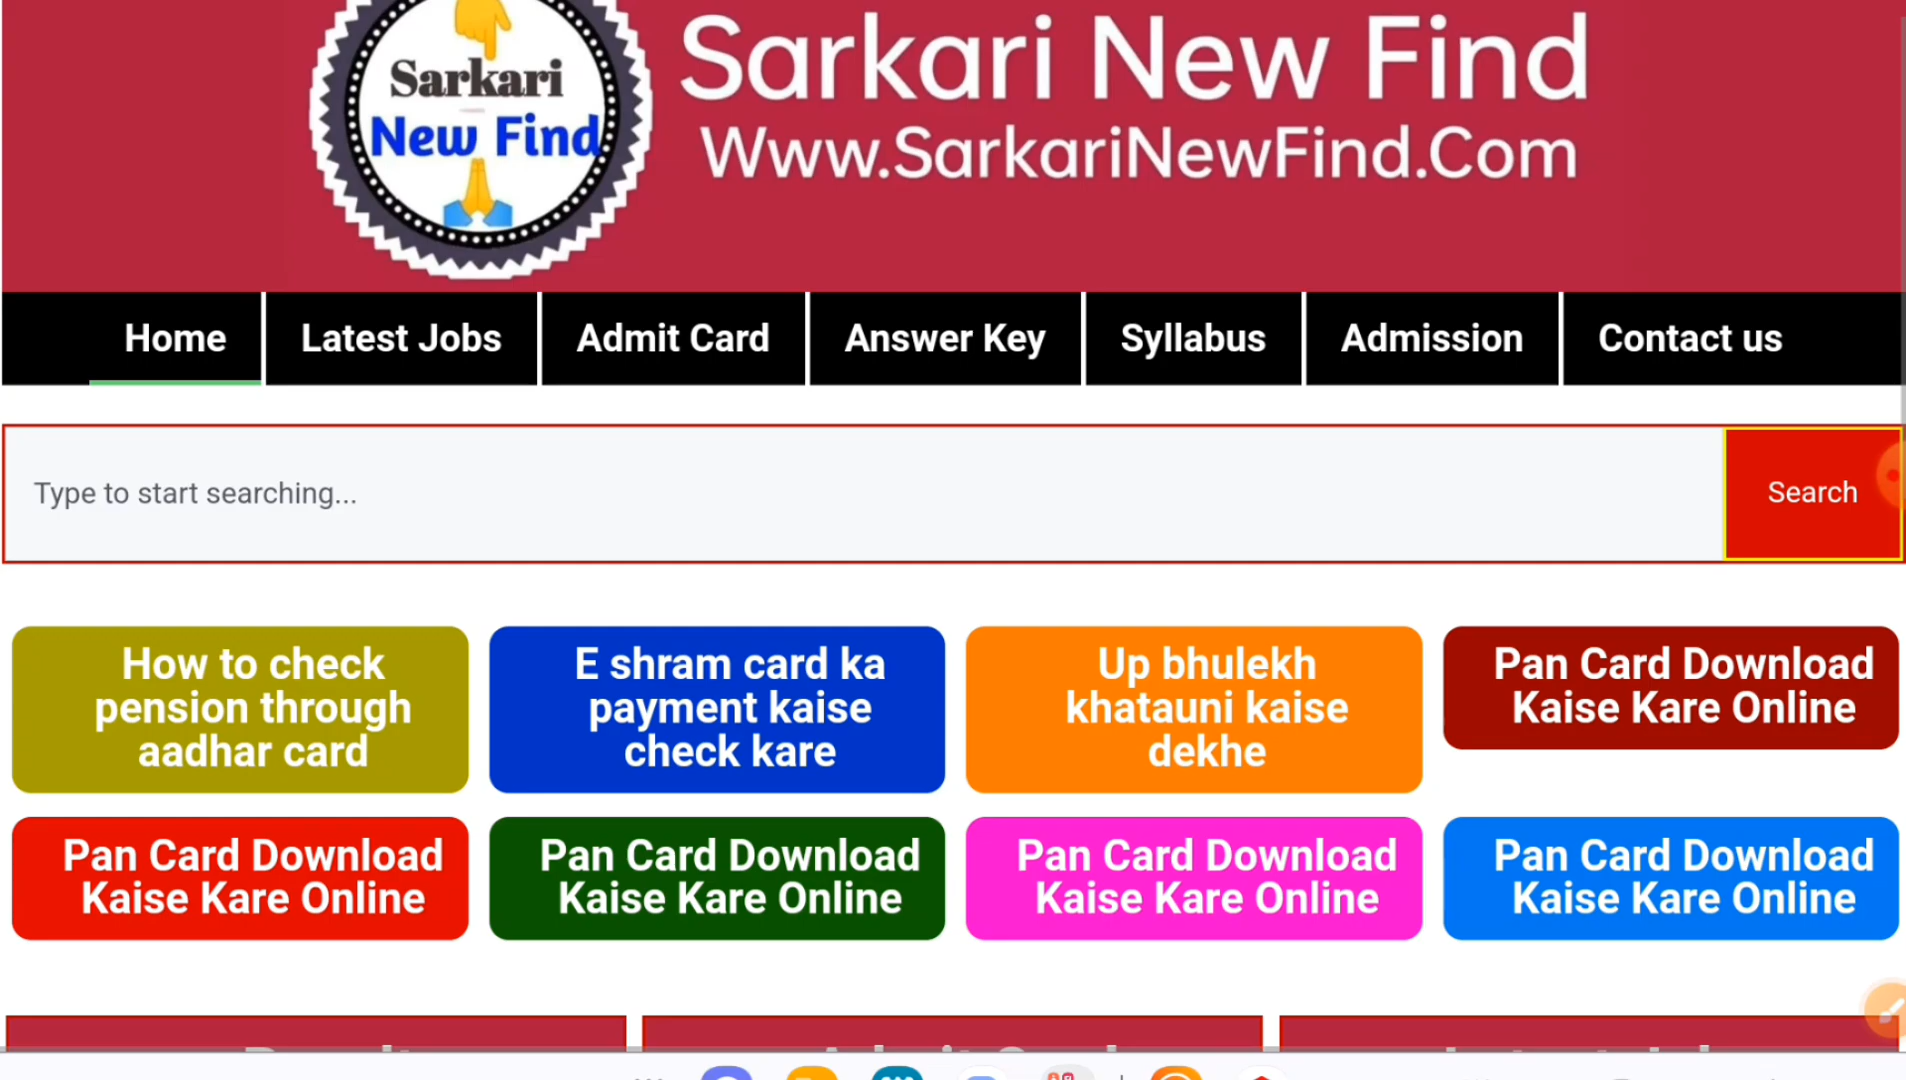 Sarkari
New Find
Sarkari New Find
Www.SarkariNewFind.Com
Home
Latest Jobs
Admit Card
Answer Key
Syllabus
Admission
Contact us
Type to start searching...
Search
How to check
pension through
aadhar card
E shram card ka
payment kaise
check kare
Up bhulekh
khatauni kaise
dekhe
Pan Card Download
Kaise Kare Online
Pan Card Download
Kaise Kare Online
Pan Card Download
Kaise Kare Online
Pan Card Download
Kaise Kare Online
Pan Card Download
Kaise Kare Online